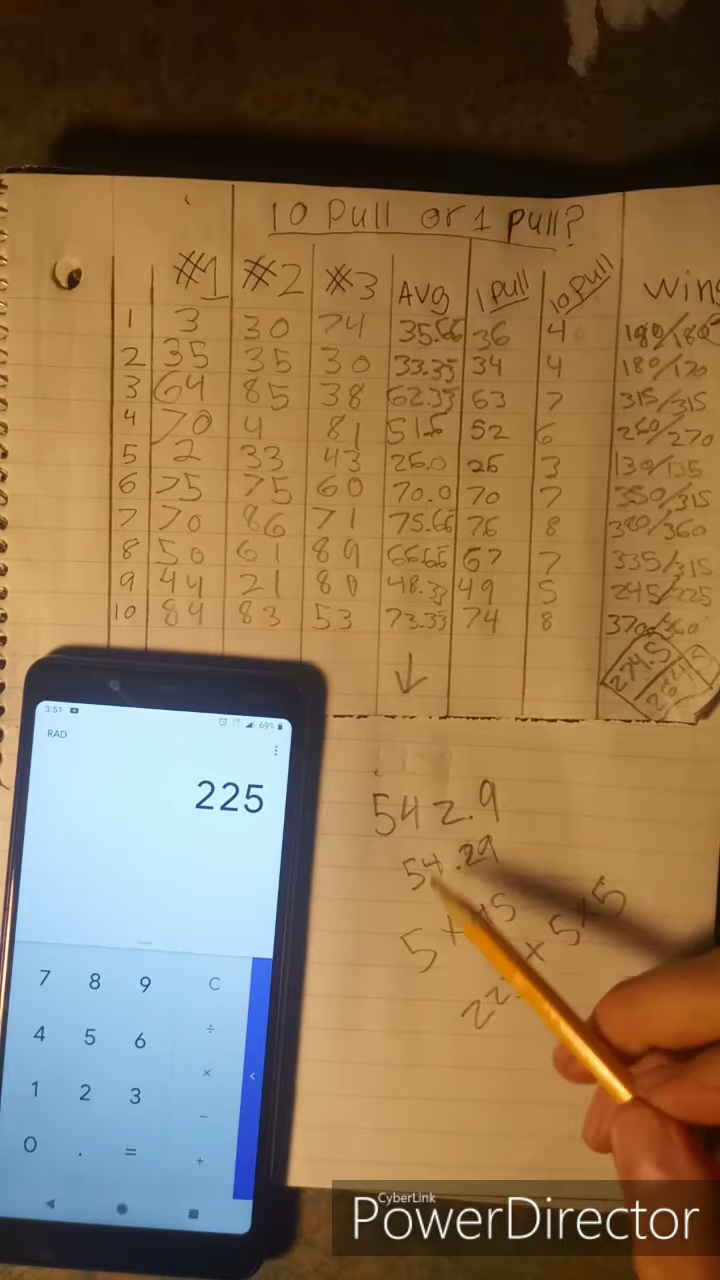 10 Pull or 1 pull?
#1 #2 #3 Avg 1 Pull 10 Pull Wins
1 3 30 74 35.66 36 4 180/180
2 35 35 30 33.33 34 4 180/170
3 64 85 38 62.33 63 7 315/315
4 70 4 81 51.6 52 6 260/270
5 2 33 43 26.0 26 3 130/135
6 75 75 60 70.0 70 7 350/315
7 70 86 71 75.66 76 8 380/360
8 50 61 89 66.66 67 7 335/315
9 44 21 80 48.33 49 5 245/225
10 84 83 53 73.33 74 8 370/360
274.5
3:51 69%
RAD
225
542.9
54.29
5 × 45
× 5 × 5
7 8 9 C
4 5 6 ÷
1 2 3 ×
−
0 . = +
CyberLink
PowerDirector